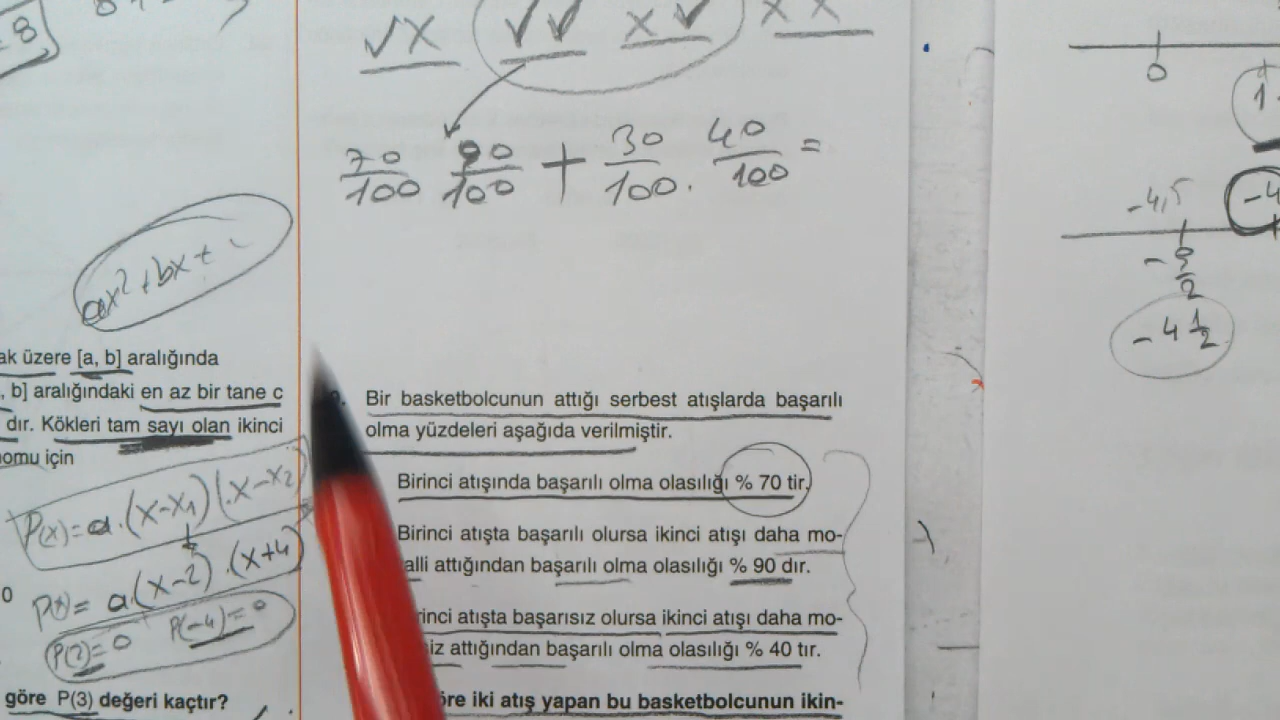 = 8
√ X ✓✓ X ✓ X X
70/100 90/100 + 30/100 . 40/100 =
ax² + bx +
ak üzere [a, b] aralığında
, b] aralığındaki en az bir tane c
dır. Kökleri tam sayı olan ikinci
nomu için
P(x) = a.(x-x₁)(x-x₂)
P(x) = a.(x-2).(x+4)
P(2) = 0 P(-4) = 0
göre P(3) değeri kaçtır?
Bir basketbolcunun attığı serbest atışlarda başarılı
olma yüzdeleri aşağıda verilmiştir.
Birinci atışında başarılı olma olasılığı % 70 tir.
Birinci atışta başarılı olursa ikinci atışı daha mo-
alli attığından başarılı olma olasılığı % 90 dır.
rinci atışta başarısız olursa ikinci atışı daha mo-
iz attığından başarılı olma olasılığı % 40 tır.
öre iki atış yapan bu basketbolcunun ikin-
0
1
-4,5 -4
-9/2
-4 1/2